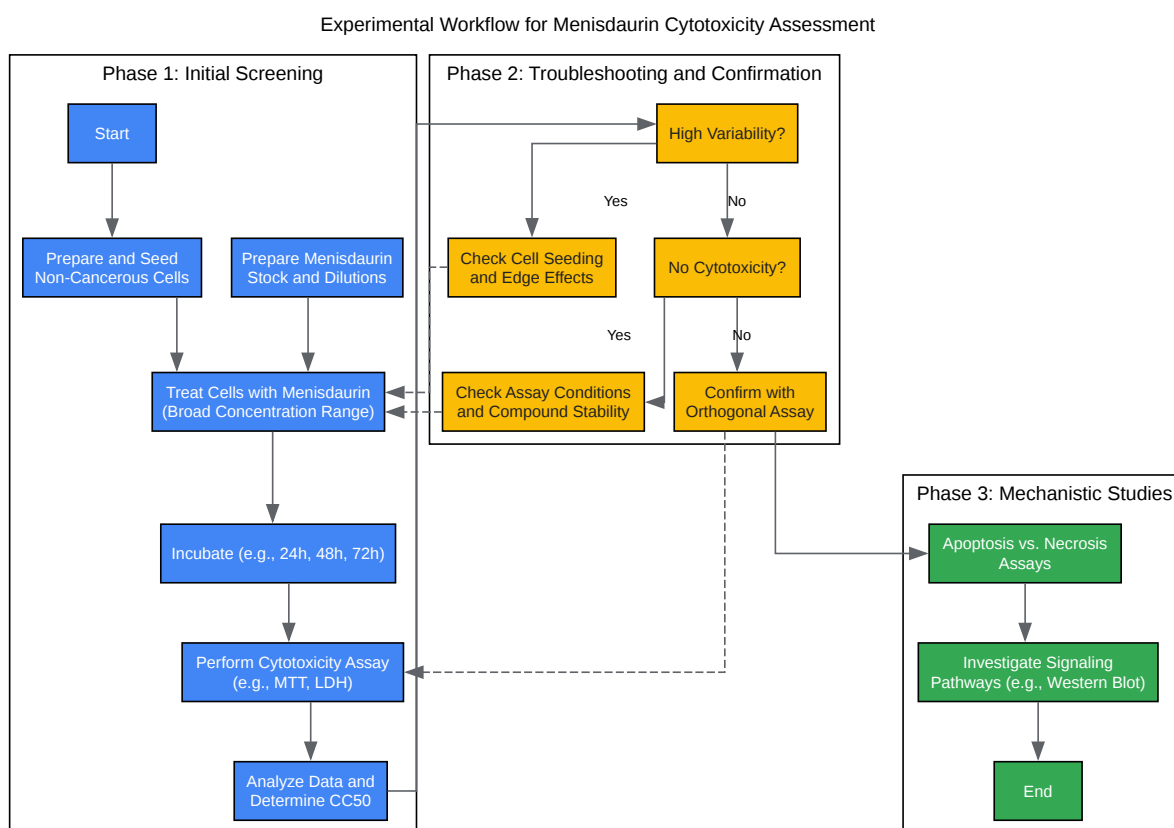 Experimental Workflow for Menisdaurin Cytotoxicity Assessment
Phase 1: Initial Screening
Start
Prepare and Seed
Non-Cancerous Cells
Prepare Menisdaurin
Stock and Dilutions
Treat Cells with Menisdaurin
(Broad Concentration Range)
Incubate (e.g., 24h, 48h, 72h)
Perform Cytotoxicity Assay
(e.g., MTT, LDH)
Analyze Data and
Determine CC50
Phase 2: Troubleshooting and Confirmation
High Variability?
Yes
No
Check Cell Seeding
and Edge Effects
No Cytotoxicity?
Yes
No
Check Assay Conditions
and Compound Stability
Confirm with
Orthogonal Assay
Phase 3: Mechanistic Studies
Apoptosis vs. Necrosis
Assays
Investigate Signaling
Pathways (e.g., Western Blot)
End